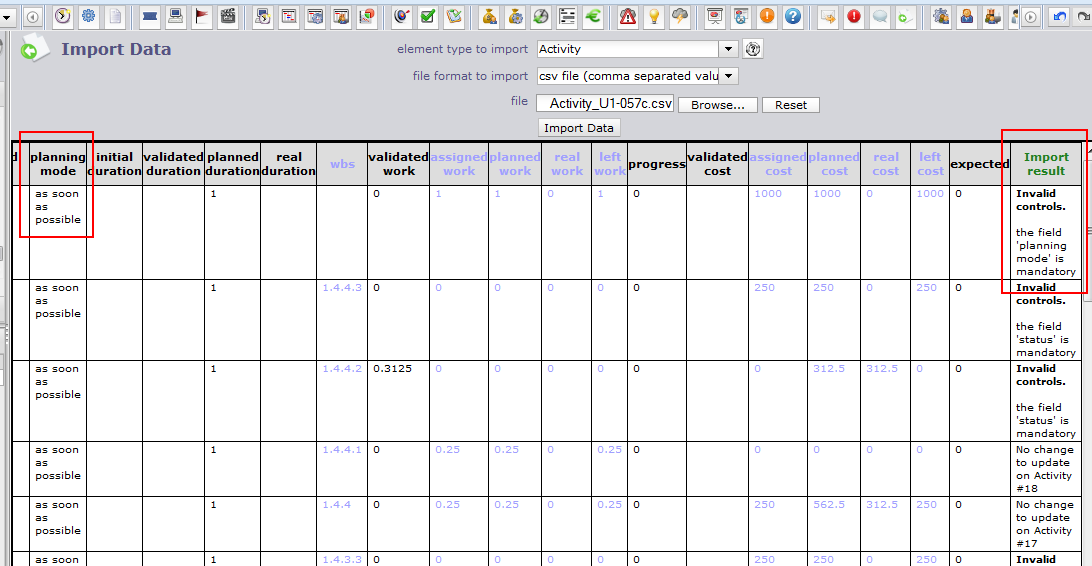 Import Data
element type to import Activity
file format to import csv file (comma separated valu
file Activity_U1-057c.csv Browse... Reset
Import Data
d planning mode initial duration validated duration planned duration real duration wbs validated work assigned work planned work real work left work progress validated cost assigned cost planned cost real cost left cost expected Import result
as soon as possible 1 0 1 1 0 1 0 1000 1000 0 1000 0 Invalid controls. the field 'planning mode' is mandatory
as soon as possible 1 1.4.4.3 0 0 0 0 0 0 250 250 0 250 0 Invalid controls. the field 'status' is mandatory
as soon as possible 1 1.4.4.2 0.3125 0 0 0 0 0 0 312.5 312.5 0 0 Invalid controls. the field 'status' is mandatory
as soon as possible 1 1.4.4.1 0 0.25 0.25 0 0.25 0 0 0 0 0 0 No change to update on Activity #18
as soon as possible 1 1.4.4 0 0.25 0.25 0 0.25 0 250 562.5 312.5 250 0 No change to update on Activity #17
as soon 1 1.4.3.3 0 0 0 0 0 0 250 250 0 250 0 Invalid